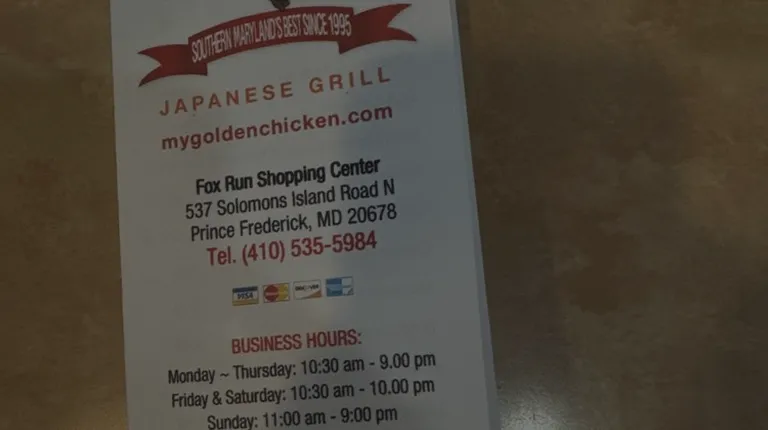 SOUTHERN MARYLAND'S BEST SINCE 1995
JAPANESE GRILL
mygoldenchicken.com
Fox Run Shopping Center
537 Solomons Island Road N
Prince Frederick, MD 20678
Tel. (410) 535-5984
VISA
BUSINESS HOURS:
Monday ~ Thursday: 10:30 am - 9.00 pm
Friday & Saturday: 10:30 am - 10.00 pm
Sunday: 11:00 am - 9:00 pm